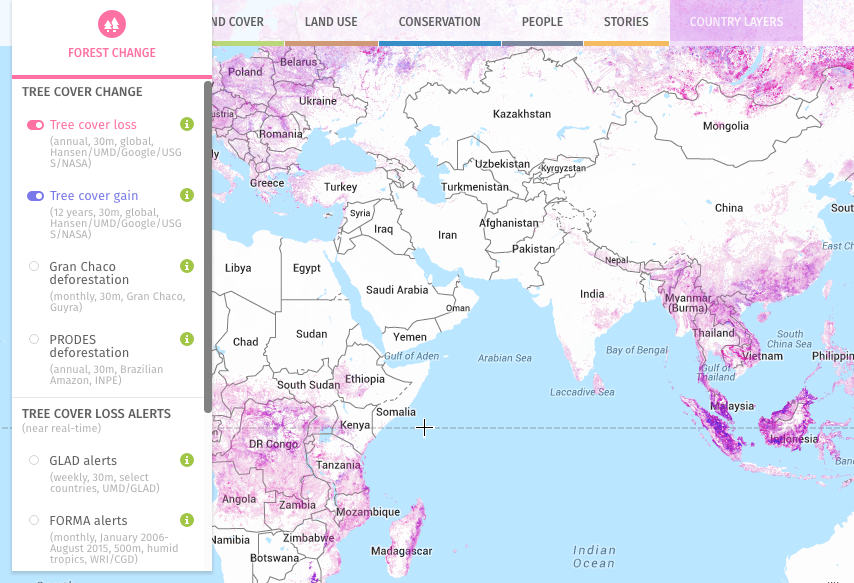 FOREST CHANGE
ND COVER
LAND USE
CONSERVATION
PEOPLE
STORIES
COUNTRY LAYERS
TREE COVER CHANGE
Tree cover loss
(annual, 30m, global,
Hansen/UMD/Google/USG
S/NASA)
Tree cover gain
(12 years, 30m, global,
Hansen/UMD/Google/USG
S/NASA)
Gran Chaco
deforestation
(monthly, 30m, Gran Chaco,
Guyra)
PRODES
deforestation
(annual, 30m, Brazilian
Amazon, INPE)
TREE COVER LOSS ALERTS
(near real-time)
GLAD alerts
(weekly, 30m, select
countries, UMD/GLAD)
FORMA alerts
(monthly, January 2006-
August 2015, 500m, humid
tropics, WRI/CGD)
Belarus
Poland
Ukraine
ustria
Romania
ly
Greece
Turkey
Syria
Iraq
Iran
Kazakhstan
Uzbekistan
Kyrgyzstan
Turkmenistan
Afghanistan
Pakistan
Mongolia
China
Sout
East Ch
Nepal
India
Myanmar
(Burma)
Thailand
Vietnam
South
China Sea
Philippin
Gulf of
Thailand
Malaysia
Indonesia
Ban
Libya
Egypt
Saudi Arabia
Oman
Yemen
Gulf of Aden
Arabian Sea
Bay of Bengal
Laccadive Sea
Chad
Sudan
South Sudan
Ethiopia
Somalia
Kenya
DR Congo
Tanzania
Angola
Zambia
Mozambique
Namibia
Zimbabwe
Botswana
Madagascar
Indian
Ocean